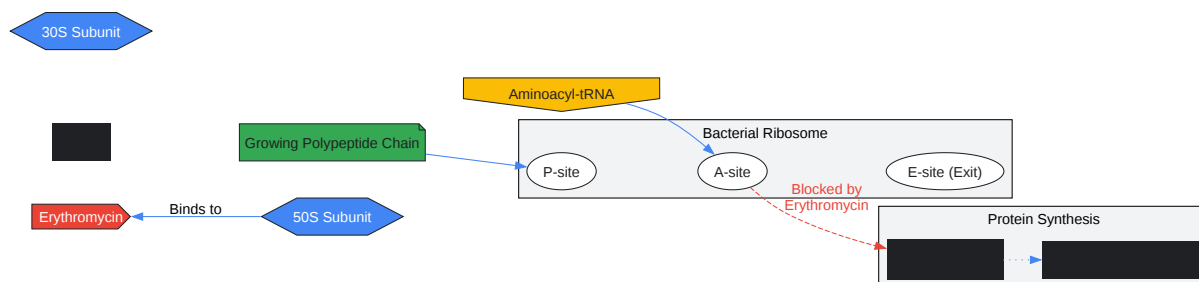 30S Subunit
Aminoacyl-tRNA
Bacterial Ribosome
Growing Polypeptide Chain
P-site
A-site
E-site (Exit)
Blocked by
Erythromycin
Erythromycin
Binds to
50S Subunit
Protein Synthesis